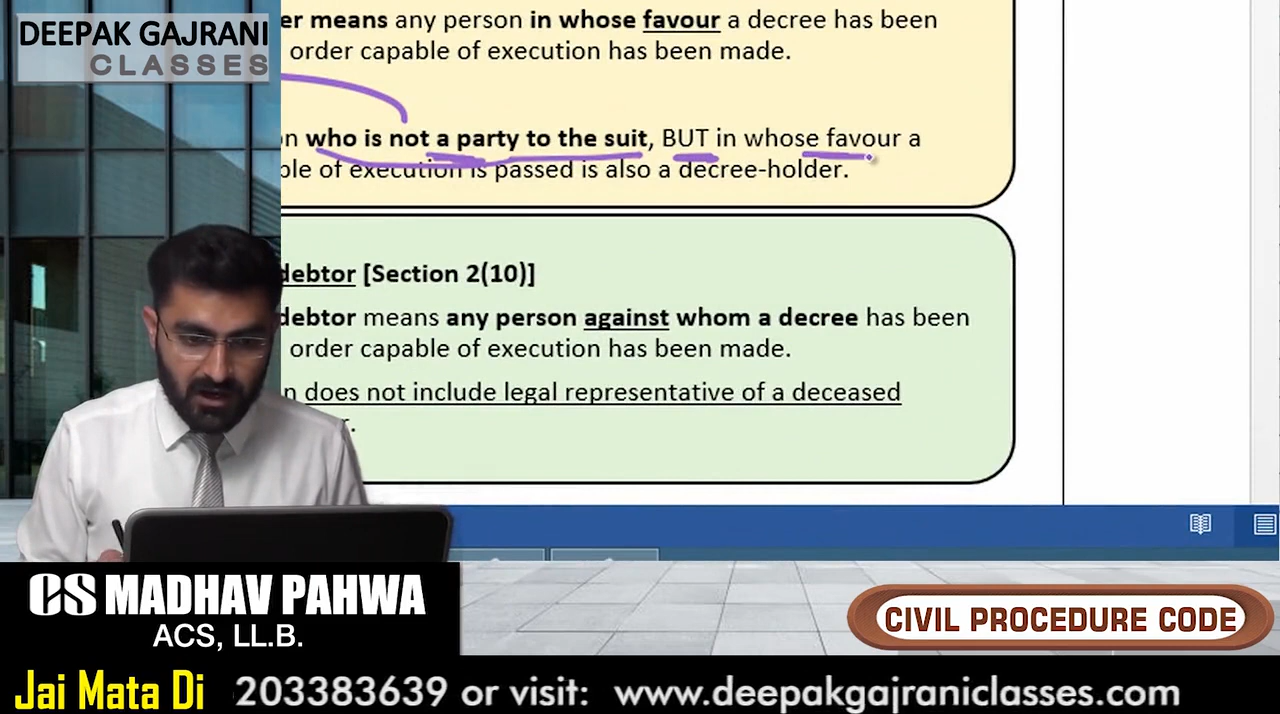 DEEPAK GAJRANI
CLASSES
er means any person in whose favour a decree has been
order capable of execution has been made.
n who is not a party to the suit, BUT in whose favour a
ble of execution is passed is also a decree-holder.
debtor [Section 2(10)]
debtor means any person against whom a decree has been
order capable of execution has been made.
n does not include legal representative of a deceased
r.
CS MADHAV PAHWA
ACS, LL.B.
CIVIL PROCEDURE CODE
Jai Mata Di
203383639 or visit: www.deepakgajraniclasses.com